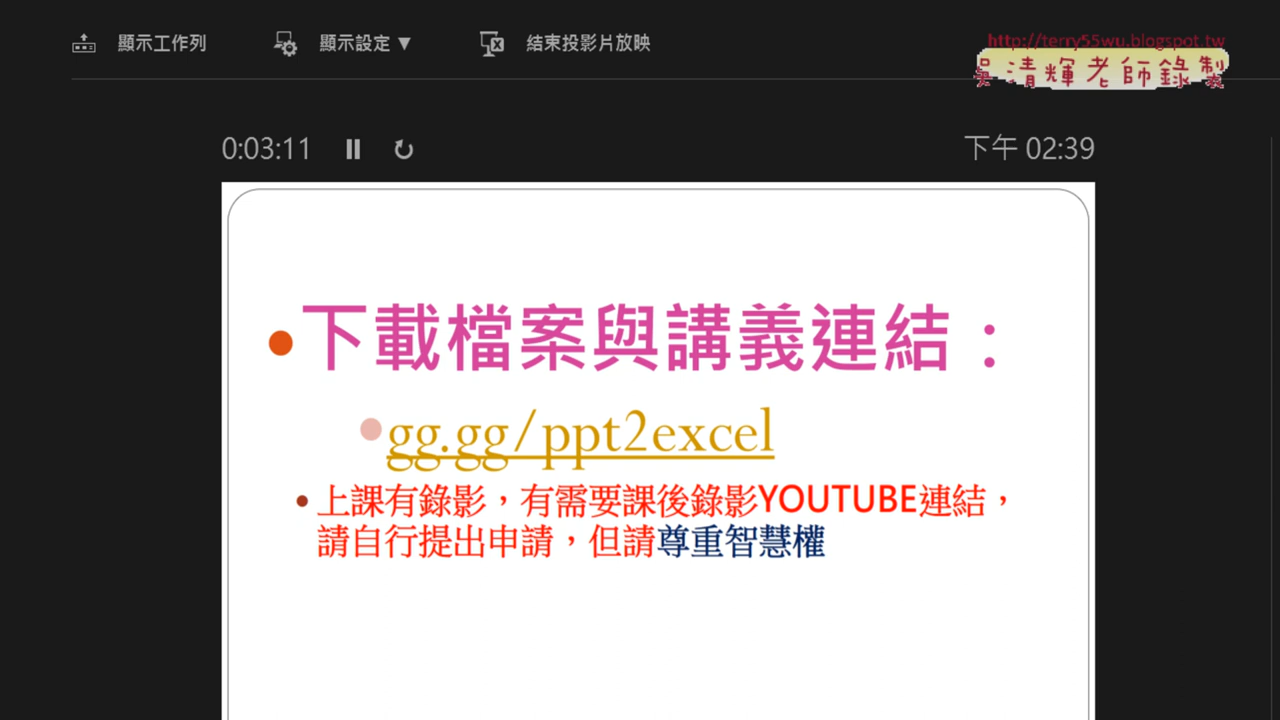 顯示工作列 顯示設定 ▼ 結束投影片放映
http://terry55wu.blogspot.tw
吳清輝老師錄製
0:03:11 下午 02:39
下載檔案與講義連結：
gg.gg/ppt2excel
上課有錄影，有需要課後錄影YOUTUBE連結，
請自行提出申請，但請尊重智慧權